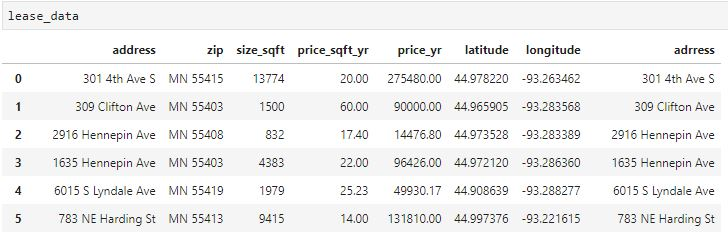 lease_data
address zip size_sqft price_sqft_yr price_yr latitude longitude adrress
0 301 4th Ave S MN 55415 13774 20.00 275480.00 44.978220 -93.263462 301 4th Ave S
1 309 Clifton Ave MN 55403 1500 60.00 90000.00 44.965905 -93.283568 309 Clifton Ave
2 2916 Hennepin Ave MN 55408 832 17.40 14476.80 44.973528 -93.283389 2916 Hennepin Ave
3 1635 Hennepin Ave MN 55403 4383 22.00 96426.00 44.972120 -93.286360 1635 Hennepin Ave
4 6015 S Lyndale Ave MN 55419 1979 25.23 49930.17 44.908639 -93.288277 6015 S Lyndale Ave
5 783 NE Harding St MN 55413 9415 14.00 131810.00 44.997376 -93.221615 783 NE Harding St